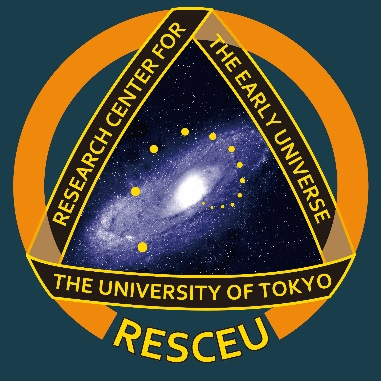 RESEARCH CENTER FOR
THE EARLY UNIVERSE
THE UNIVERSITY OF TOKYO
RESCEU